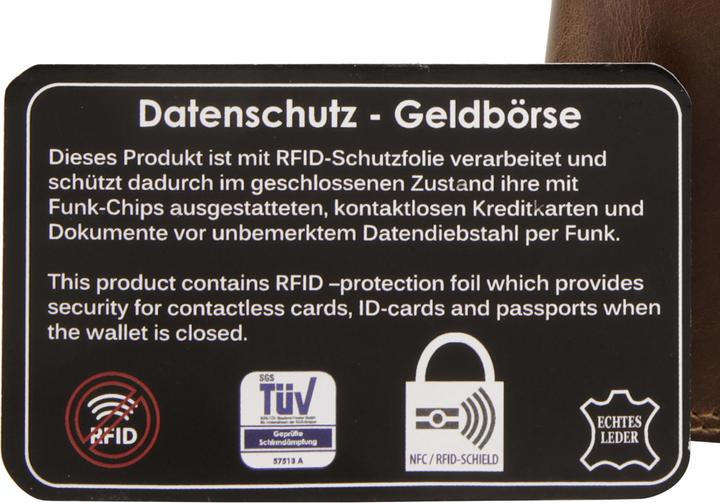 Datenschutz - Geldbörse
Dieses Produkt ist mit RFID-Schutzfolie verarbeitet und
schützt dadurch im geschlossenen Zustand ihre mit
Funk-Chips ausgestatteten, kontaktlosen Kreditkarten und
Dokumente vor unbemerktem Datendiebstahl per Funk.
This product contains RFID –protection foil which provides
security for contactless cards, ID-cards and passports when
the wallet is closed.
RFID
SGS
TÜV
Geprüfte
Schirmdämpfung
57513 A
NFC / RFID-SHIELD
ECHTES
LEDER